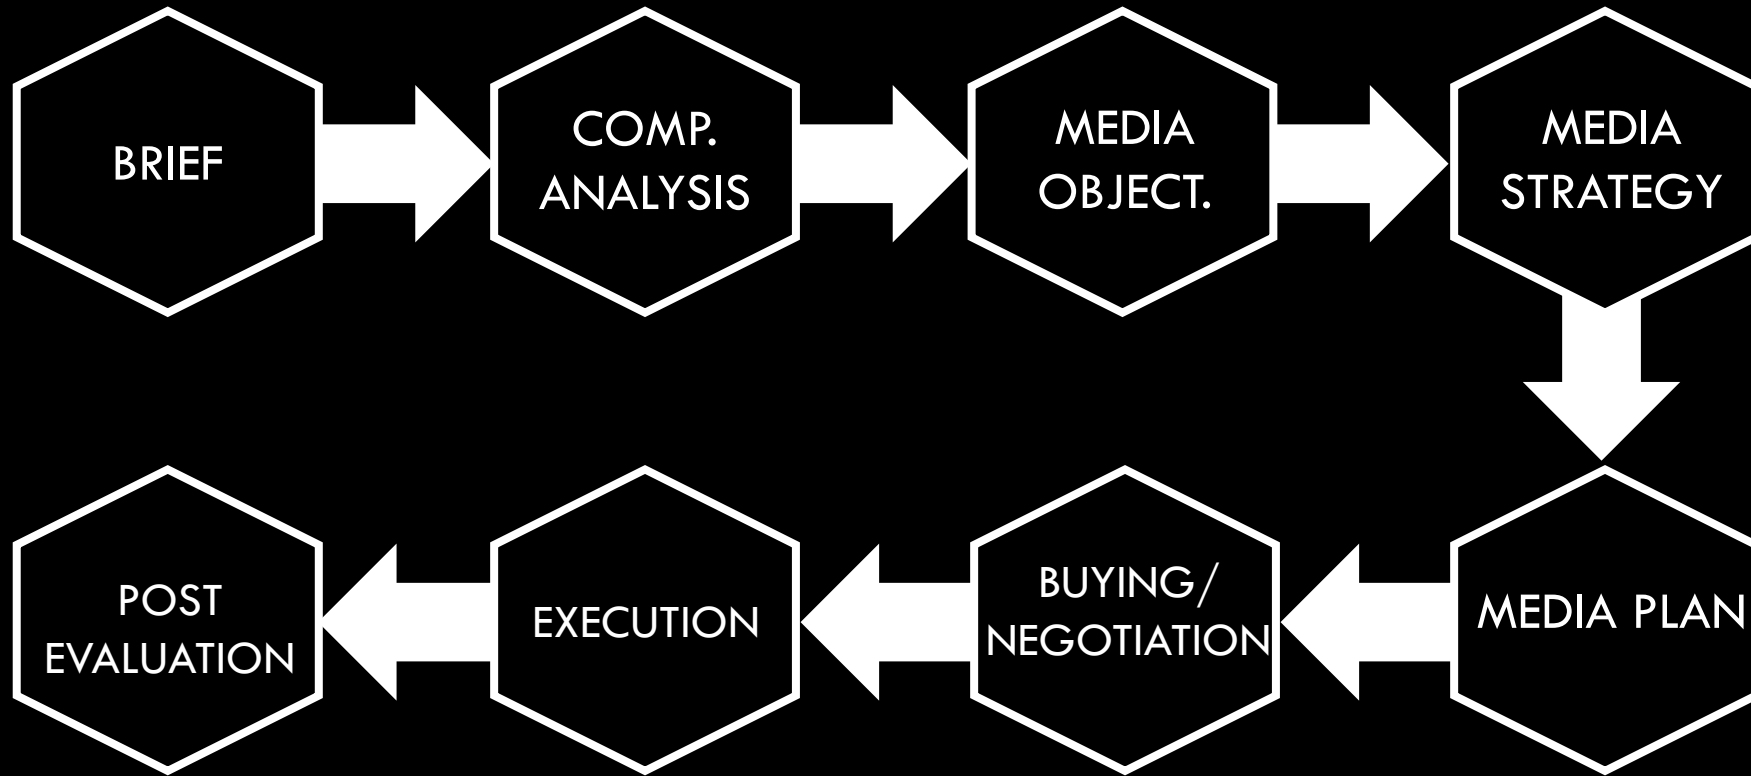 BRIEF
COMP.
ANALYSIS
MEDIA
OBJECT.
MEDIA
STRATEGY
MEDIA PLAN
BUYING/
NEGOTIATION
EXECUTION
POST
EVALUATION